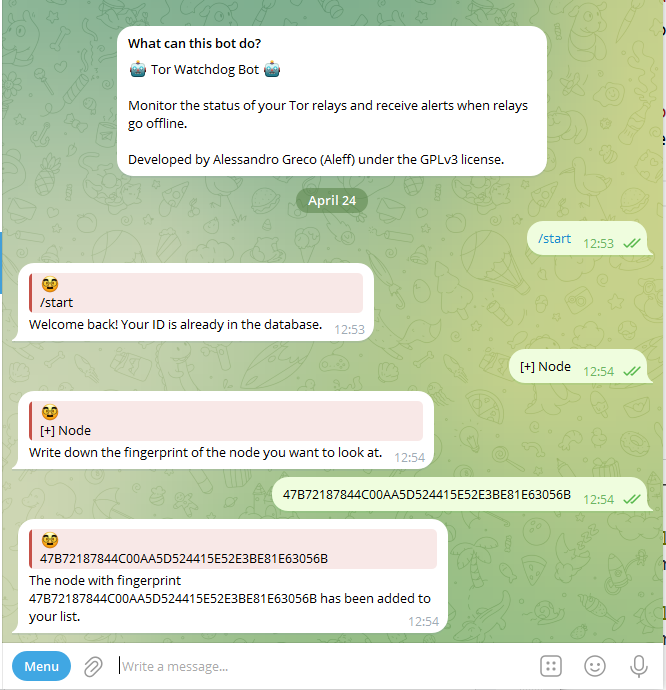 What can this bot do?
🤖 Tor Watchdog Bot 🤖
Monitor the status of your Tor relays and receive alerts when relays
go offline.
Developed by Alessandro Greco (Aleff) under the GPLv3 license.
April 24
/start 12:53
/start
Welcome back! Your ID is already in the database. 12:53
[+] Node 12:54
[+] Node
Write down the fingerprint of the node you want to look at. 12:54
47B72187844C00AA5D524415E52E3BE81E63056B 12:54
47B72187844C00AA5D524415E52E3BE81E63056B
The node with fingerprint
47B72187844C00AA5D524415E52E3BE81E63056B has been added to
your list. 12:54
Menu Write a message...